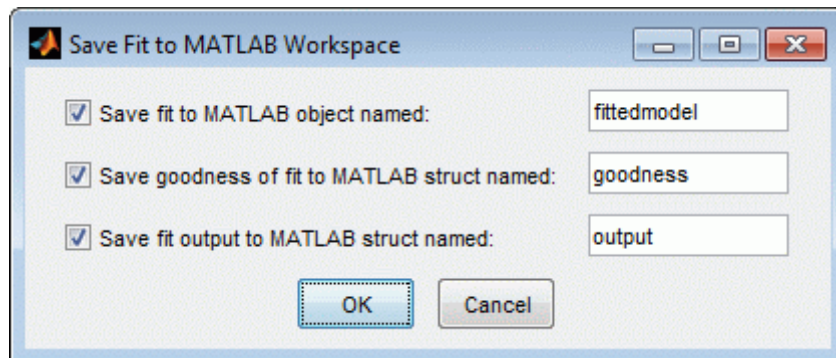 Save Fit to MATLAB Workspace
Save fit to MATLAB object named: fittedmodel
Save goodness of fit to MATLAB struct named: goodness
Save fit output to MATLAB struct named: output
OK Cancel